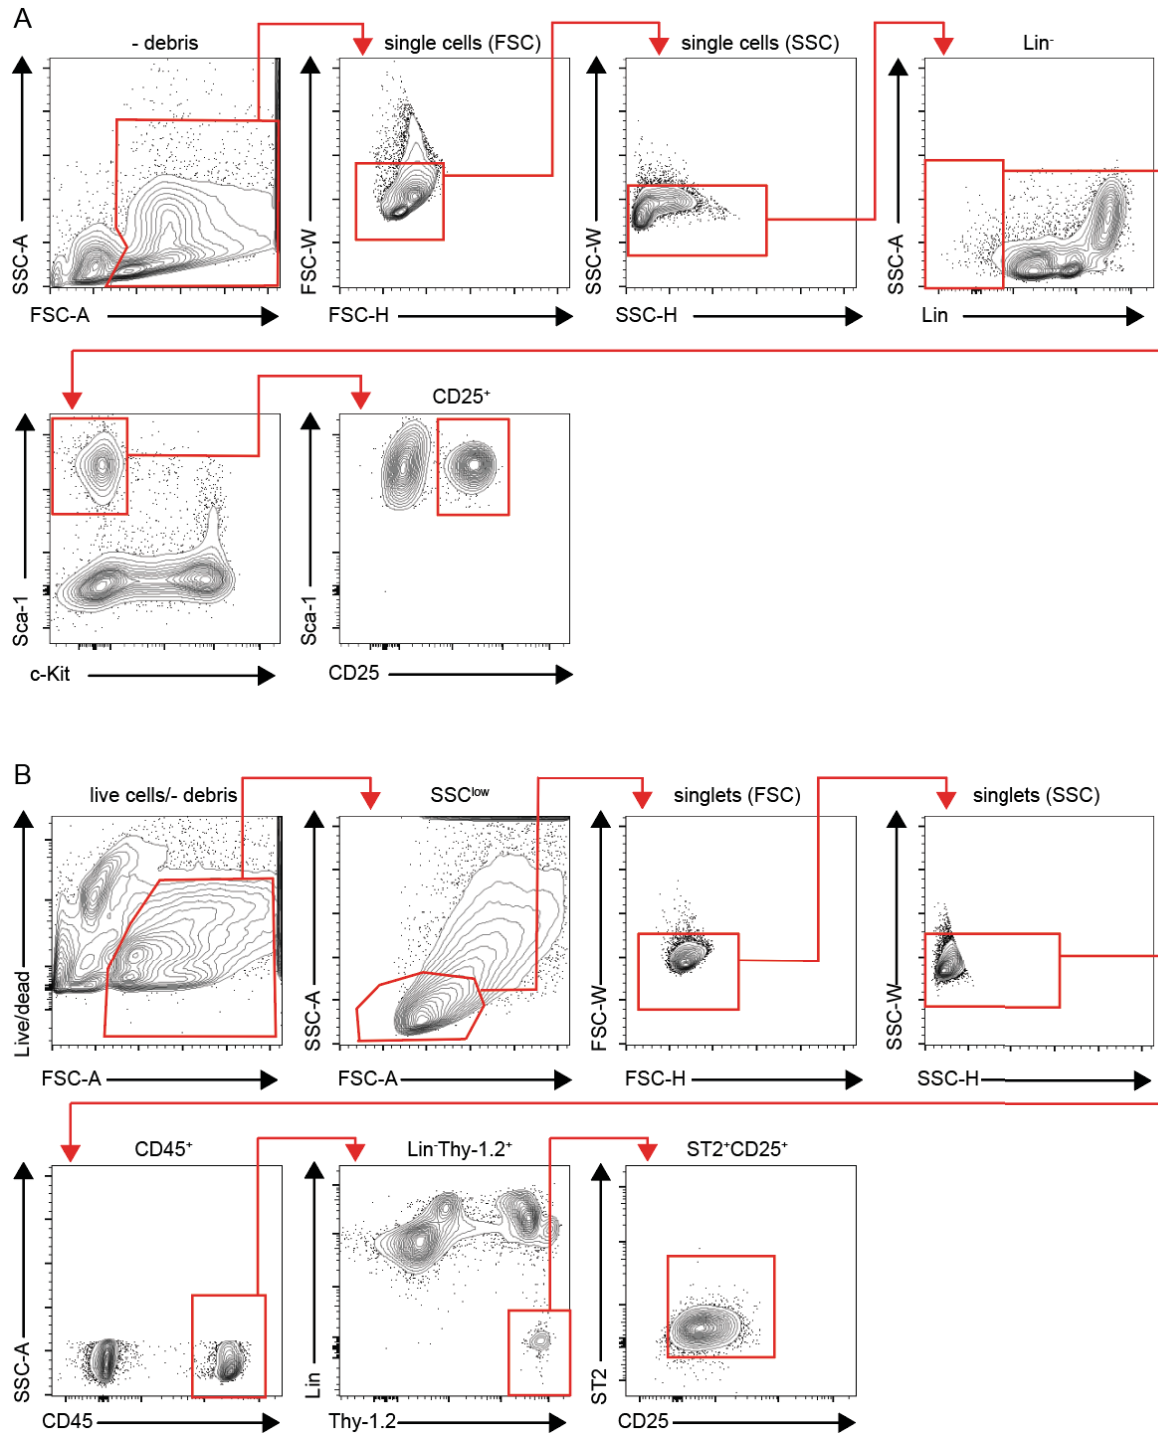 A
- debris
single cells (FSC)
single cells (SSC)
Lin⁻
SSC-A
FSC-W
SSC-W
SSC-A
FSC-A
FSC-H
SSC-H
Lin
CD25⁺
Sca-1
Sca-1
c-Kit
CD25
B
live cells/- debris
SSCˡᵒʷ
singlets (FSC)
singlets (SSC)
Live/dead
SSC-A
FSC-W
SSC-W
FSC-A
FSC-A
FSC-H
SSC-H
CD45⁺
Lin⁻Thy-1.2⁺
ST2⁺CD25⁺
SSC-A
Lin
ST2
CD45
Thy-1.2
CD25